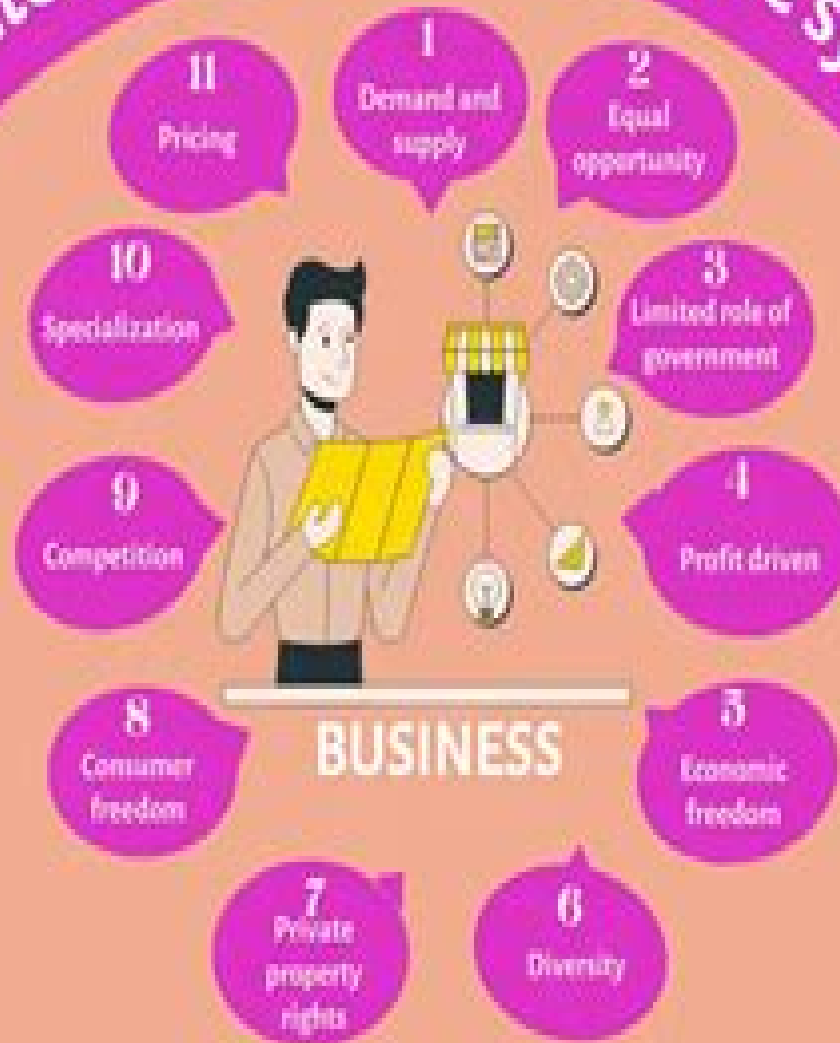 1
Demand and
supply
2
Equal
opportunity
3
Limited role of
government
4
Profit driven
5
Economic
freedom
6
Diversity
7
Private
property
rights
8
Consumer
freedom
9
Competition
10
Specialization
11
Pricing
BUSINESS